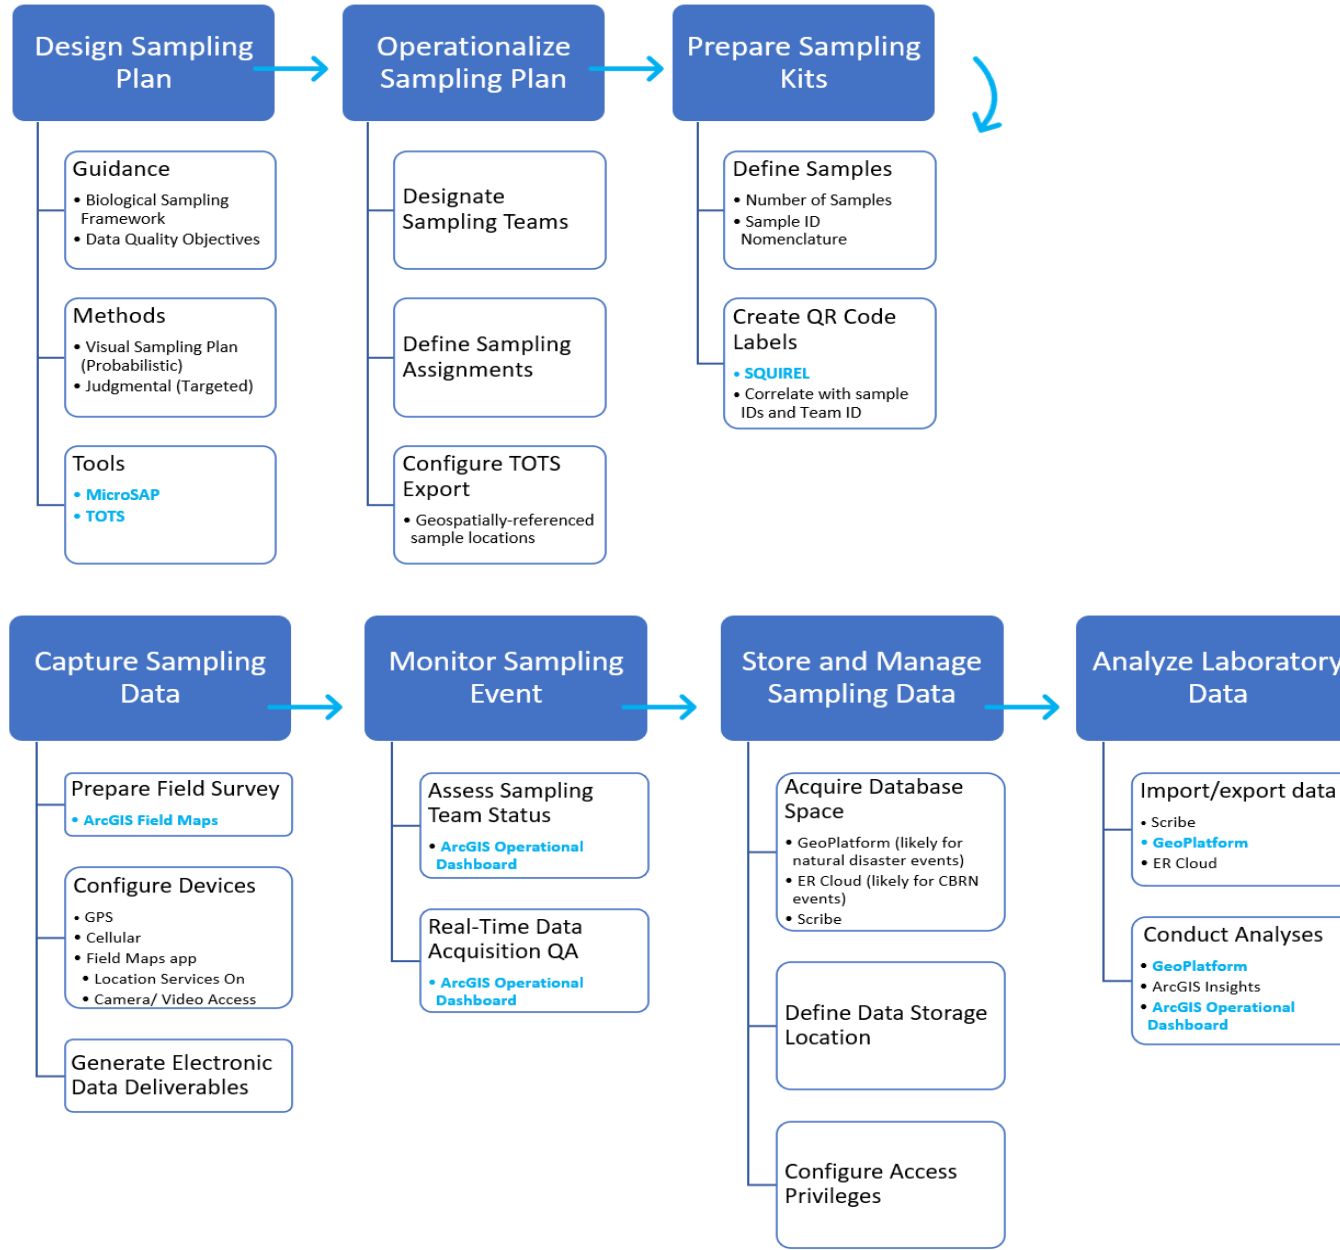 Design Sampling
Plan
Operationalize
Sampling Plan
Prepare Sampling
Kits
Guidance
• Biological Sampling
Framework
• Data Quality Objectives
Methods
• Visual Sampling Plan
(Probabilistic)
• Judgmental (Targeted)
Tools
• MicroSAP
• TOTS
Designate
Sampling Teams
Define Sampling
Assignments
Configure TOTS
Export
• Geospatially-referenced
sample locations
Define Samples
• Number of Samples
• Sample ID
Nomenclature
Create QR Code
Labels
• SQUIREL
• Correlate with sample
IDs and Team ID
Capture Sampling
Data
Monitor Sampling
Event
Store and Manage
Sampling Data
Analyze Laboratory
Data
Prepare Field Survey
• ArcGIS Field Maps
Configure Devices
• GPS
• Cellular
• Field Maps app
• Location Services On
• Camera/ Video Access
Generate Electronic
Data Deliverables
Assess Sampling
Team Status
• ArcGIS Operational
Dashboard
Real-Time Data
Acquisition QA
• ArcGIS Operational
Dashboard
Acquire Database
Space
• GeoPlatform (likely for
natural disaster events)
• ER Cloud (likely for CBRN
events)
• Scribe
Define Data Storage
Location
Configure Access
Privileges
Import/export data
• Scribe
• GeoPlatform
• ER Cloud
Conduct Analyses
• GeoPlatform
• ArcGIS Insights
• ArcGIS Operational
Dashboard